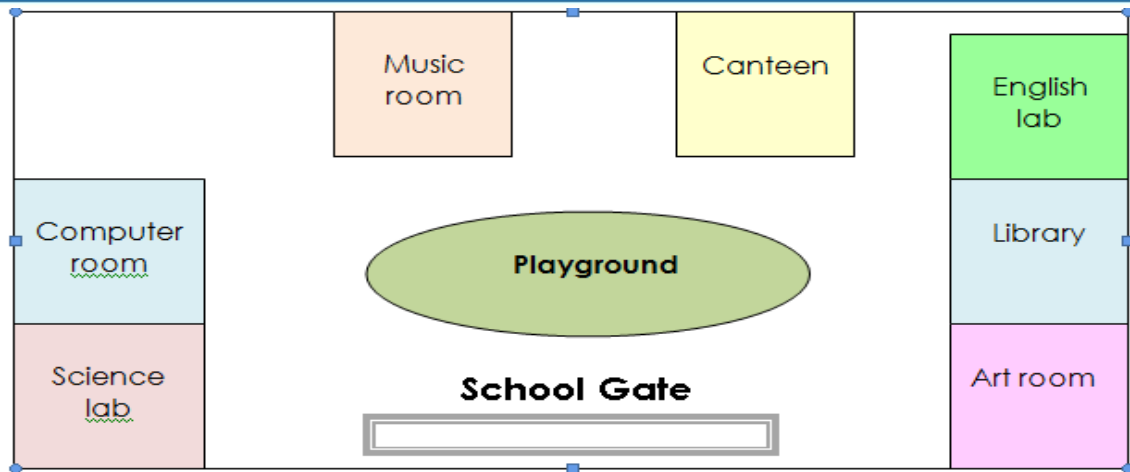 Music
room
Canteen
English
lab
Computer
room
Playground
Library
Science
lab
School Gate
Art room